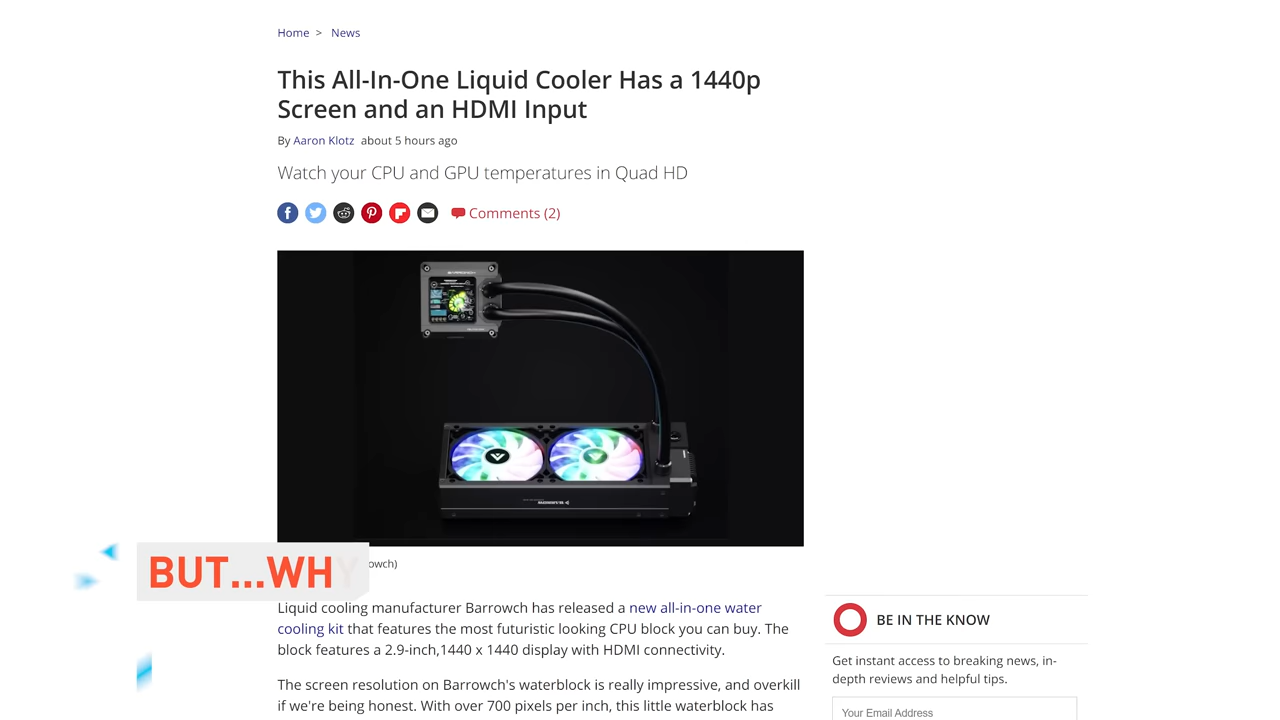 Home > News
This All-In-One Liquid Cooler Has a 1440p
Screen and an HDMI Input
By Aaron Klotz about 5 hours ago
Watch your CPU and GPU temperatures in Quad HD
Comments (2)
BUT...WHY
owch)
Liquid cooling manufacturer Barrowch has released a new all-in-one water
cooling kit that features the most futuristic looking CPU block you can buy. The
block features a 2.9-inch,1440 x 1440 display with HDMI connectivity.
The screen resolution on Barrowch's waterblock is really impressive, and overkill
if we're being honest. With over 700 pixels per inch, this little waterblock has
BE IN THE KNOW
Get instant access to breaking news, in-
depth reviews and helpful tips.
Your Email Address